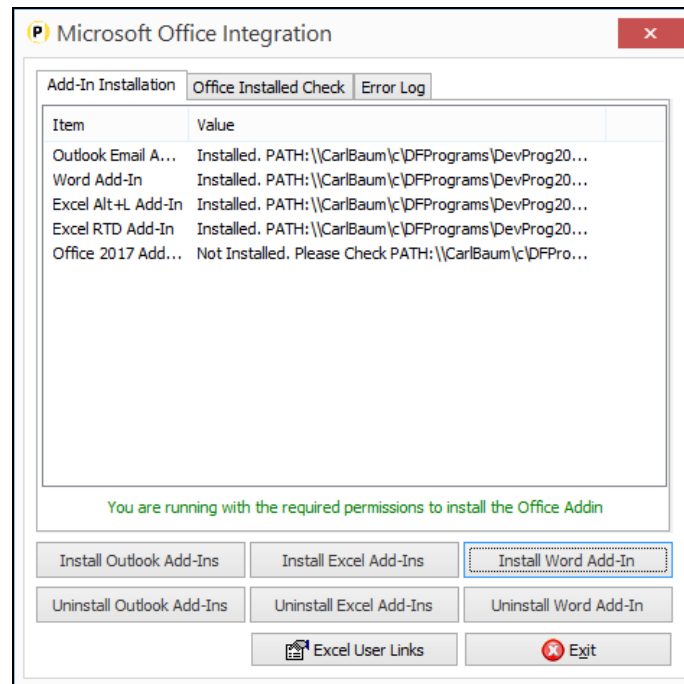 P Microsoft Office Integration
Add-In Installation Office Installed Check Error Log
Item Value
Outlook Email A... Installed. PATH:\\CarlBaum\c\DFPrograms\DevProg20...
Word Add-In Installed. PATH:\\CarlBaum\c\DFPrograms\DevProg20...
Excel Alt+L Add-In Installed. PATH:\\CarlBaum\c\DFPrograms\DevProg20...
Excel RTD Add-In Installed. PATH:\\CarlBaum\c\DFPrograms\DevProg20...
Office 2017 Add... Not Installed. Please Check PATH:\\CarlBaum\c\DFPro...
You are running with the required permissions to install the Office Addin
Install Outlook Add-Ins Install Excel Add-Ins Install Word Add-In
Uninstall Outlook Add-Ins Uninstall Excel Add-Ins Uninstall Word Add-In
Excel User Links Exit